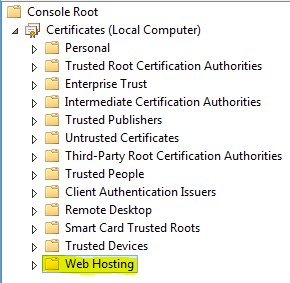 Console Root
Certificates (Local Computer)
Personal
Trusted Root Certification Authorities
Enterprise Trust
Intermediate Certification Authorities
Trusted Publishers
Untrusted Certificates
Third-Party Root Certification Authorities
Trusted People
Client Authentication Issuers
Remote Desktop
Smart Card Trusted Roots
Trusted Devices
Web Hosting